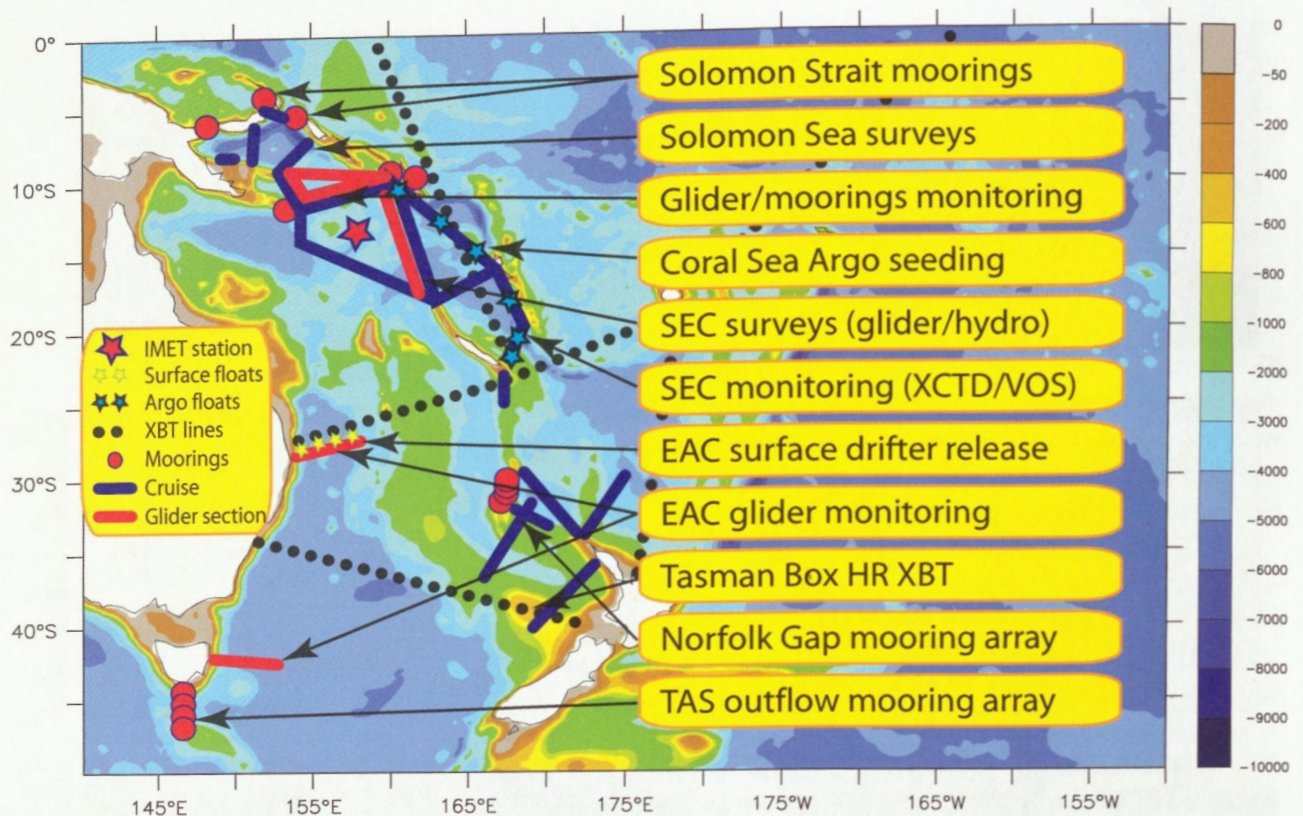 Solomon Strait moorings
Solomon Sea surveys
Glider/moorings monitoring
Coral Sea Argo seeding
SEC surveys (glider/hydro)
SEC monitoring (XCTD/VOS)
EAC surface drifter release
EAC glider monitoring
Tasman Box HR XBT
Norfolk Gap mooring array
TAS outflow mooring array
IMET station
Surface floats
Argo floats
XBT lines
Moorings
Cruise
Glider section
0°
10°S
20°S
30°S
40°S
145°E
155°E
165°E
175°E
175°W
165°W
155°W
0
-50
-200
-400
-600
-800
-1000
-2000
-3000
-4000
-5000
-6000
-7000
-8000
-9000
-10000